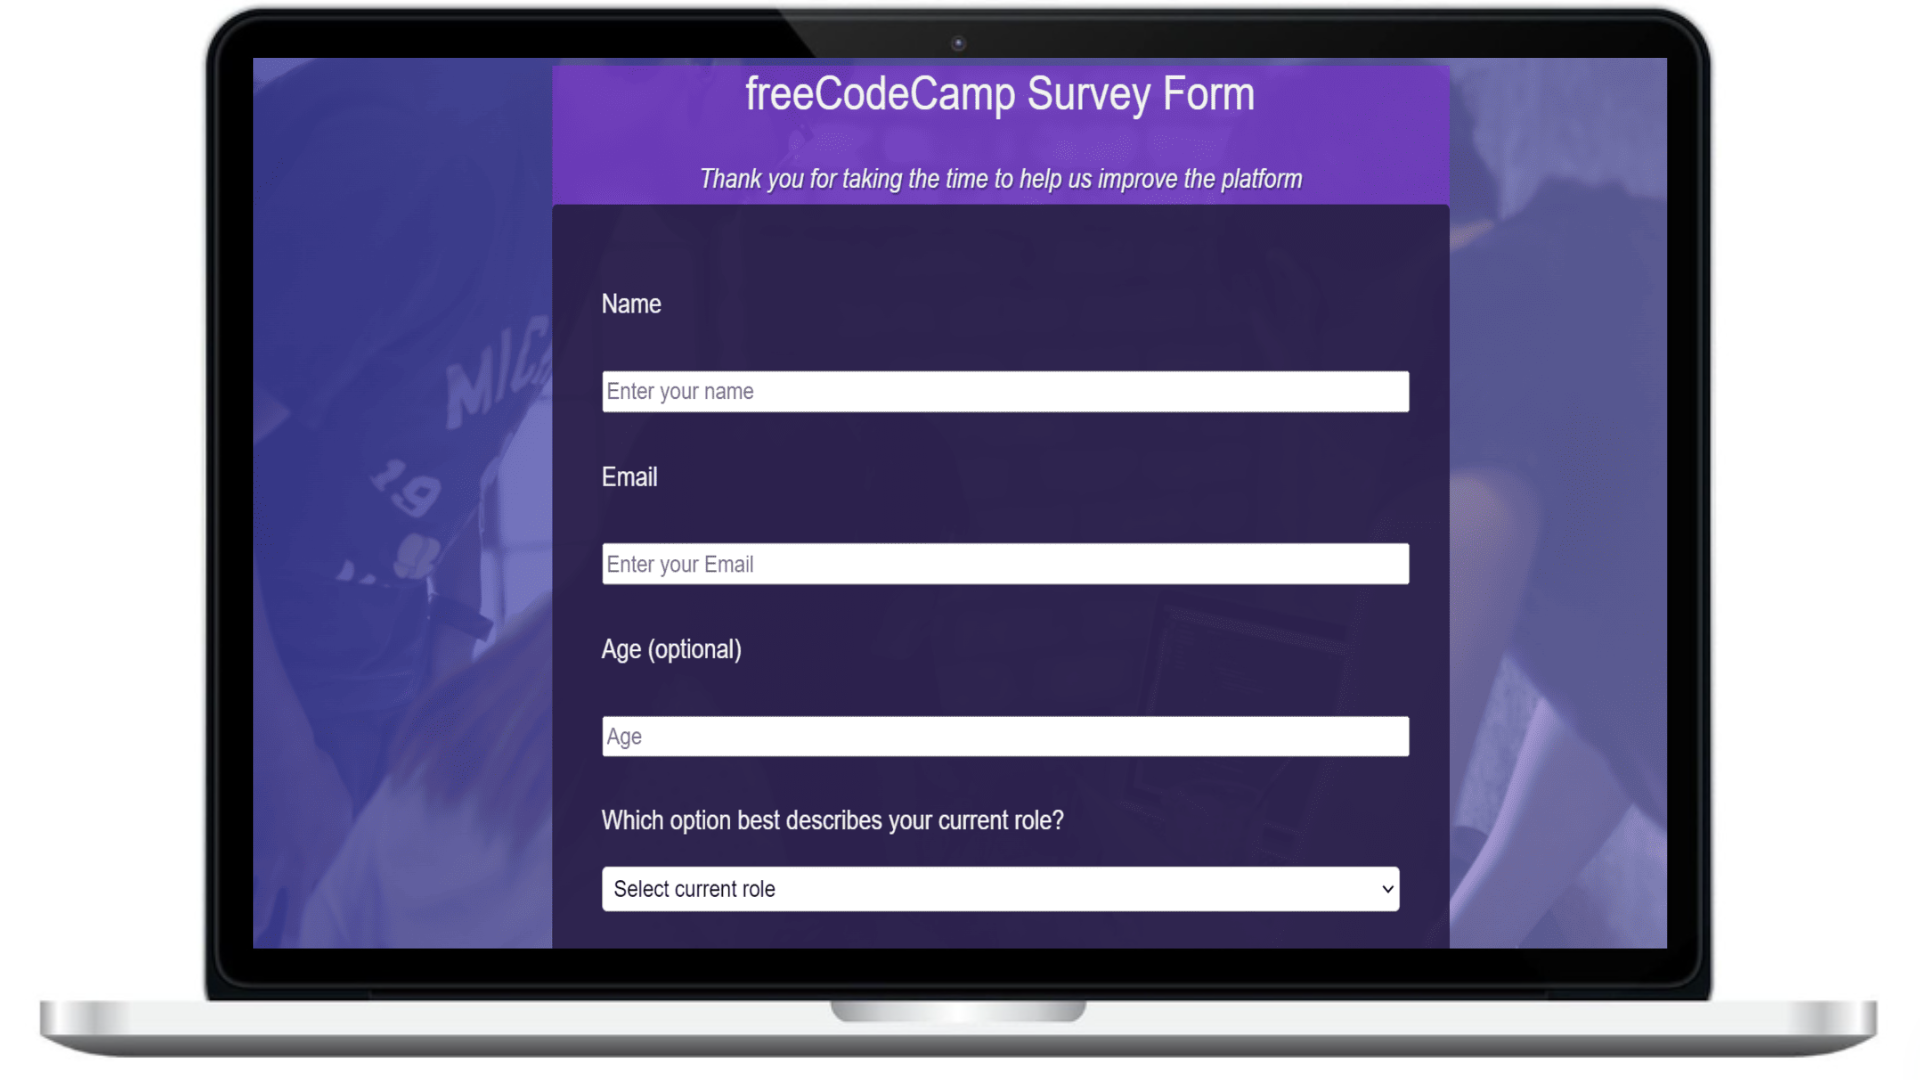 freeCodeCamp Survey Form
Thank you for taking the time to help us improve the platform
Name
Enter your name
Email
Enter your Email
Age (optional)
Age
Which option best describes your current role?
Select current role
19